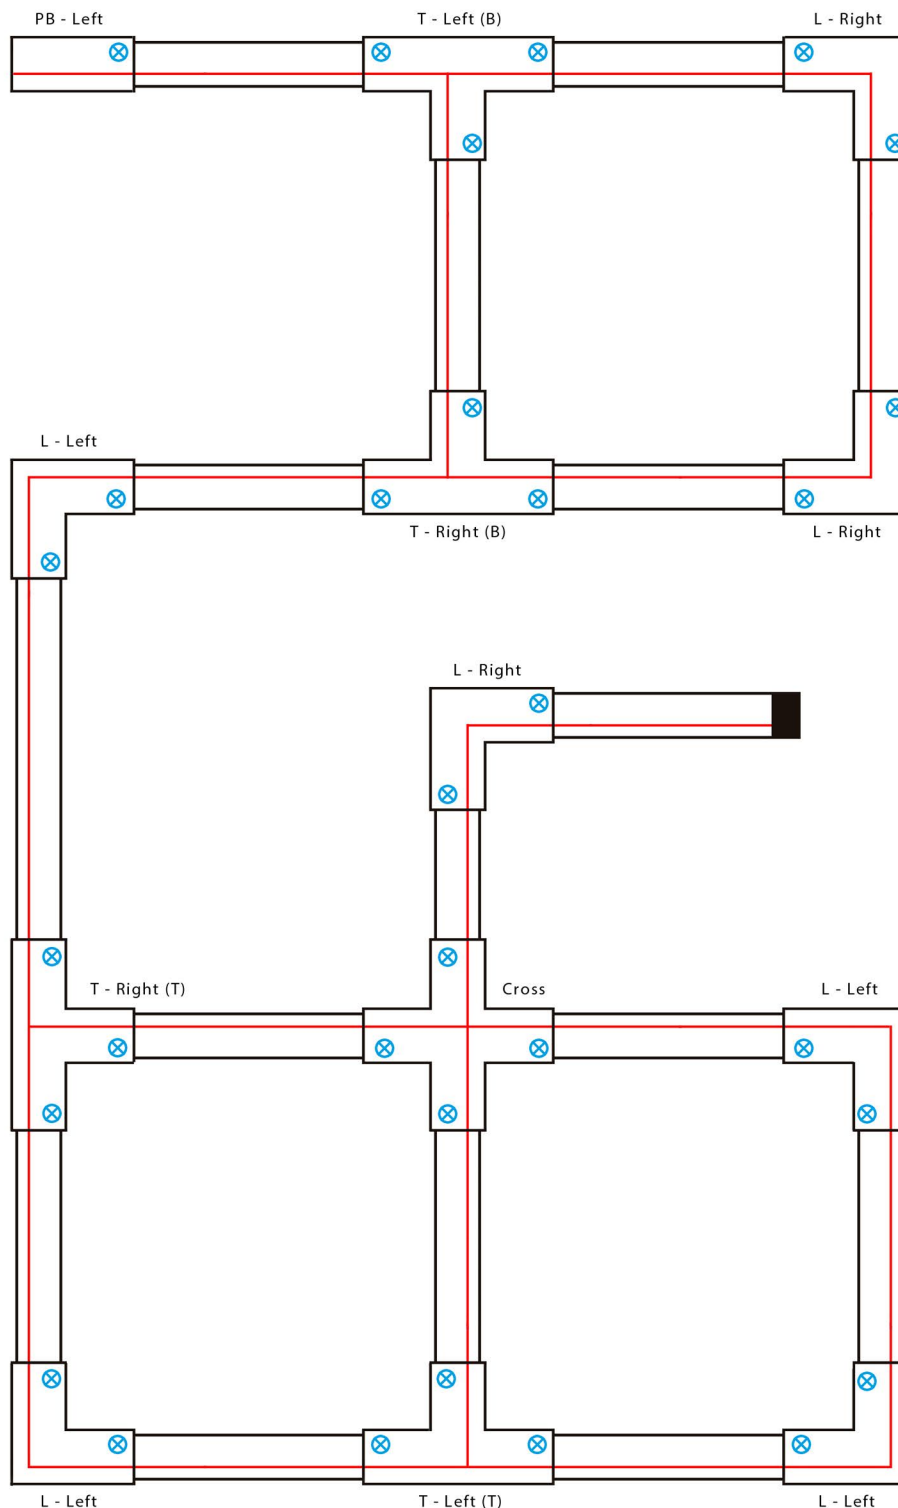 PB - Left
T - Left (B)
L - Right
L - Left
T - Right (B)
L - Right
L - Right
T - Right (T)
Cross
L - Left
L - Left
T - Left (T)
L - Left